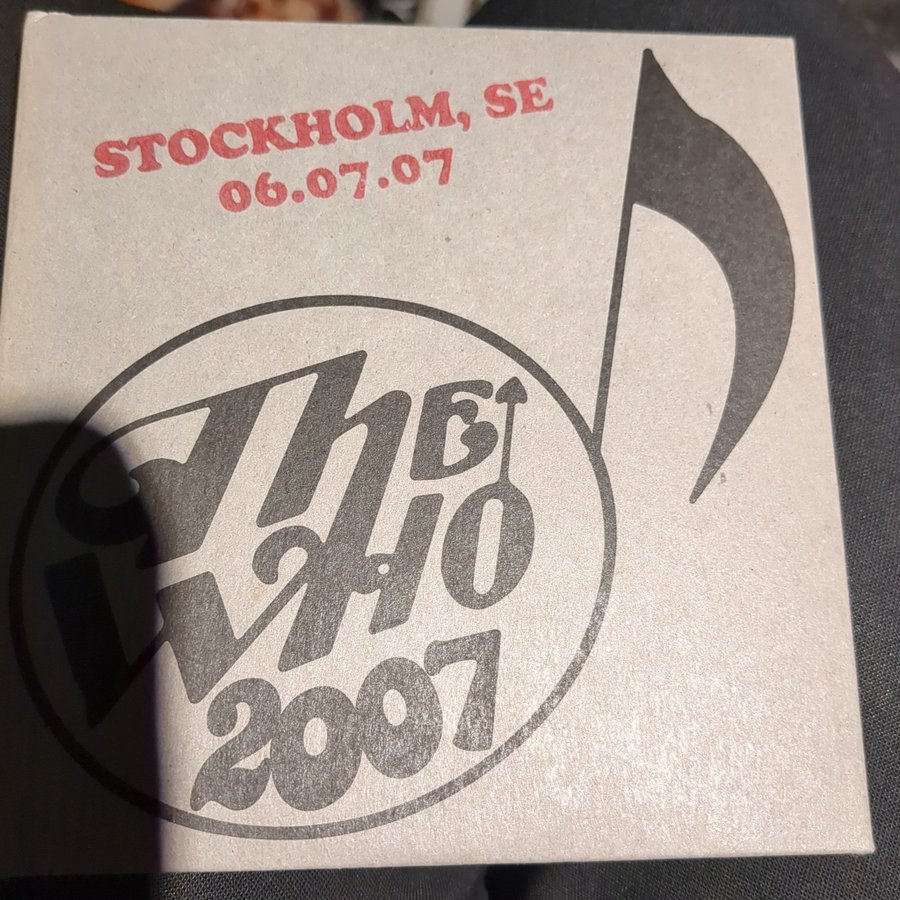 STOCKHOLM, SE
06.07.07
The
WHO
2007